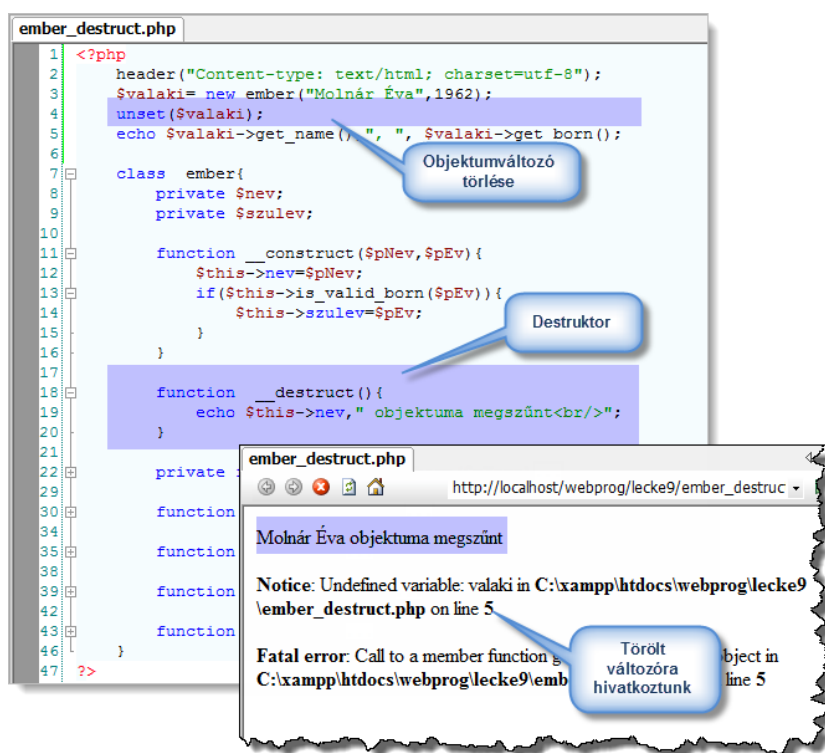 ember_destruct.php
1 <?php
2 header("Content-type: text/html; charset=utf-8");
3 $valaki= new ember("Molnár Éva",1962);
4 unset($valaki);
5 echo $valaki->get_name(),", ", $valaki->get_born();
6
Objektumváltozó
törlése
7 class ember{
8 private $nev;
9 private $szulev;
10
11 function __construct($pNev,$pEv){
12 $this->nev=$pNev;
13 if($this->is_valid_born($pEv)){
14 $this->szulev=$pEv;
15 }
16 }
Destruktor
17
18 function __destruct(){
19 echo $this->nev," objektuma megszűnt<br/>";
20 }
21
22 private
29
30 function
34
35 function
38
39 function
42
43 function
46 }
47 ?>
ember_destruct.php
http://localhost/webprog/lecke9/ember_destruc
Molnár Éva objektuma megszűnt
Notice: Undefined variable: valaki in C:\xampp\htdocs\webprog\lecke9
\ember_destruct.php on line 5
Fatal error: Call to a member function g bject in
C:\xampp\htdocs\webprog\lecke9\emb line 5
Törölt
változóra
hivatkoztunk